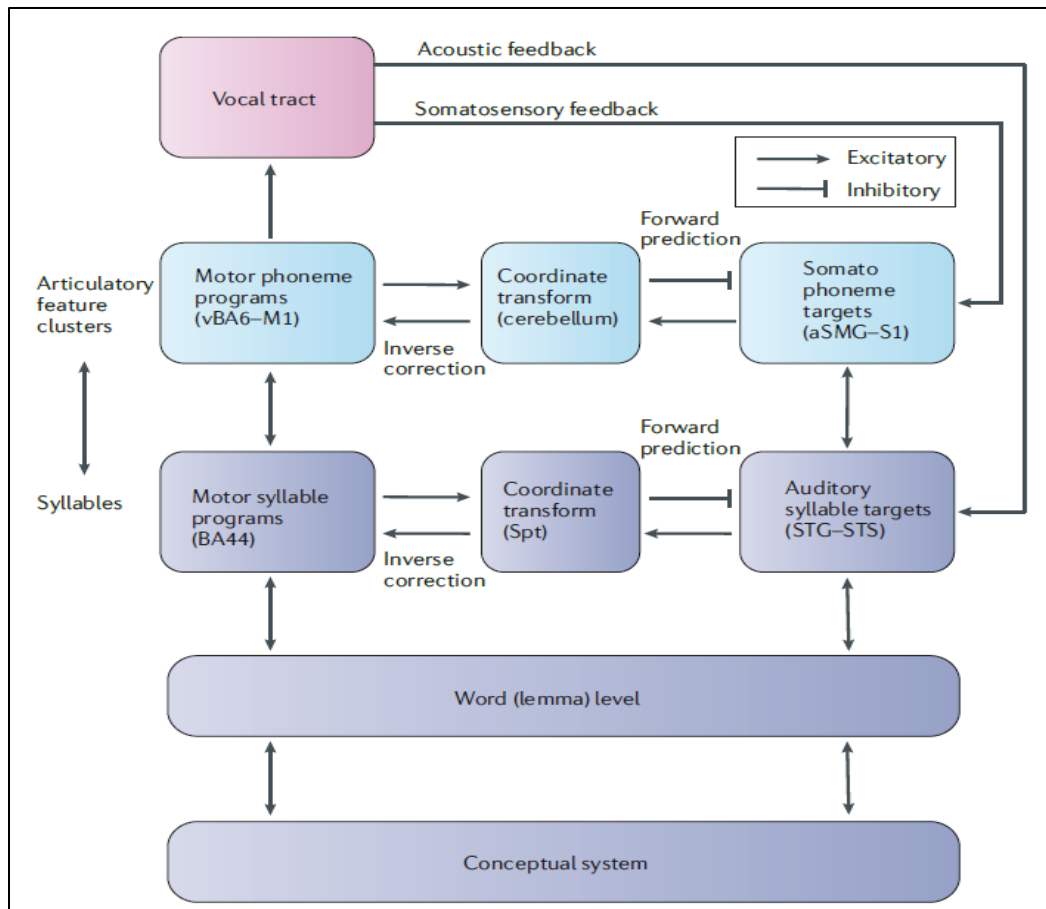 Acoustic feedback
Vocal tract
Somatosensory feedback
Excitatory
Inhibitory
Forward
prediction
Articulatory
feature
clusters
Motor phoneme
programs
(vBA6–M1)
Coordinate
transform
(cerebellum)
Somato
phoneme
targets
(aSMG–S1)
Inverse
correction
Forward
prediction
Syllables
Motor syllable
programs
(BA44)
Coordinate
transform
(Spt)
Auditory
syllable targets
(STG–STS)
Inverse
correction
Word (lemma) level
Conceptual system